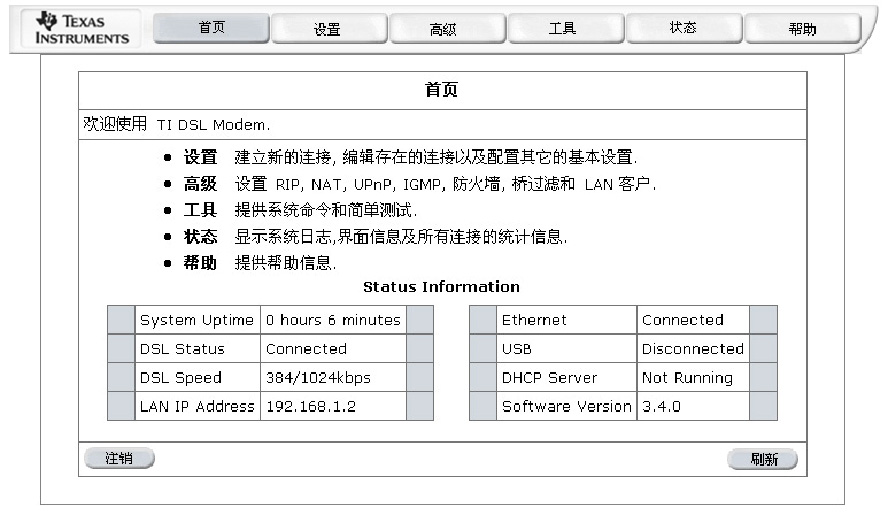 TEXAS
INSTRUMENTS
首页 设置 高级 工具 状态 帮助
首页
欢迎使用 TI DSL Modem.
• 设置 建立新的连接, 编辑存在的连接以及配置其它的基本设置.
• 高级 设置 RIP, NAT, UPnP, IGMP, 防火墙, 桥过滤和 LAN 客户.
• 工具 提供系统命令和简单测试.
• 状态 显示系统日志,界面信息及所有连接的统计信息.
• 帮助 提供帮助信息.
Status Information
System Uptime 0 hours 6 minutes Ethernet Connected
DSL Status Connected USB Disconnected
DSL Speed 384/1024kbps DHCP Server Not Running
LAN IP Address 192.168.1.2 Software Version 3.4.0
注销 刷新